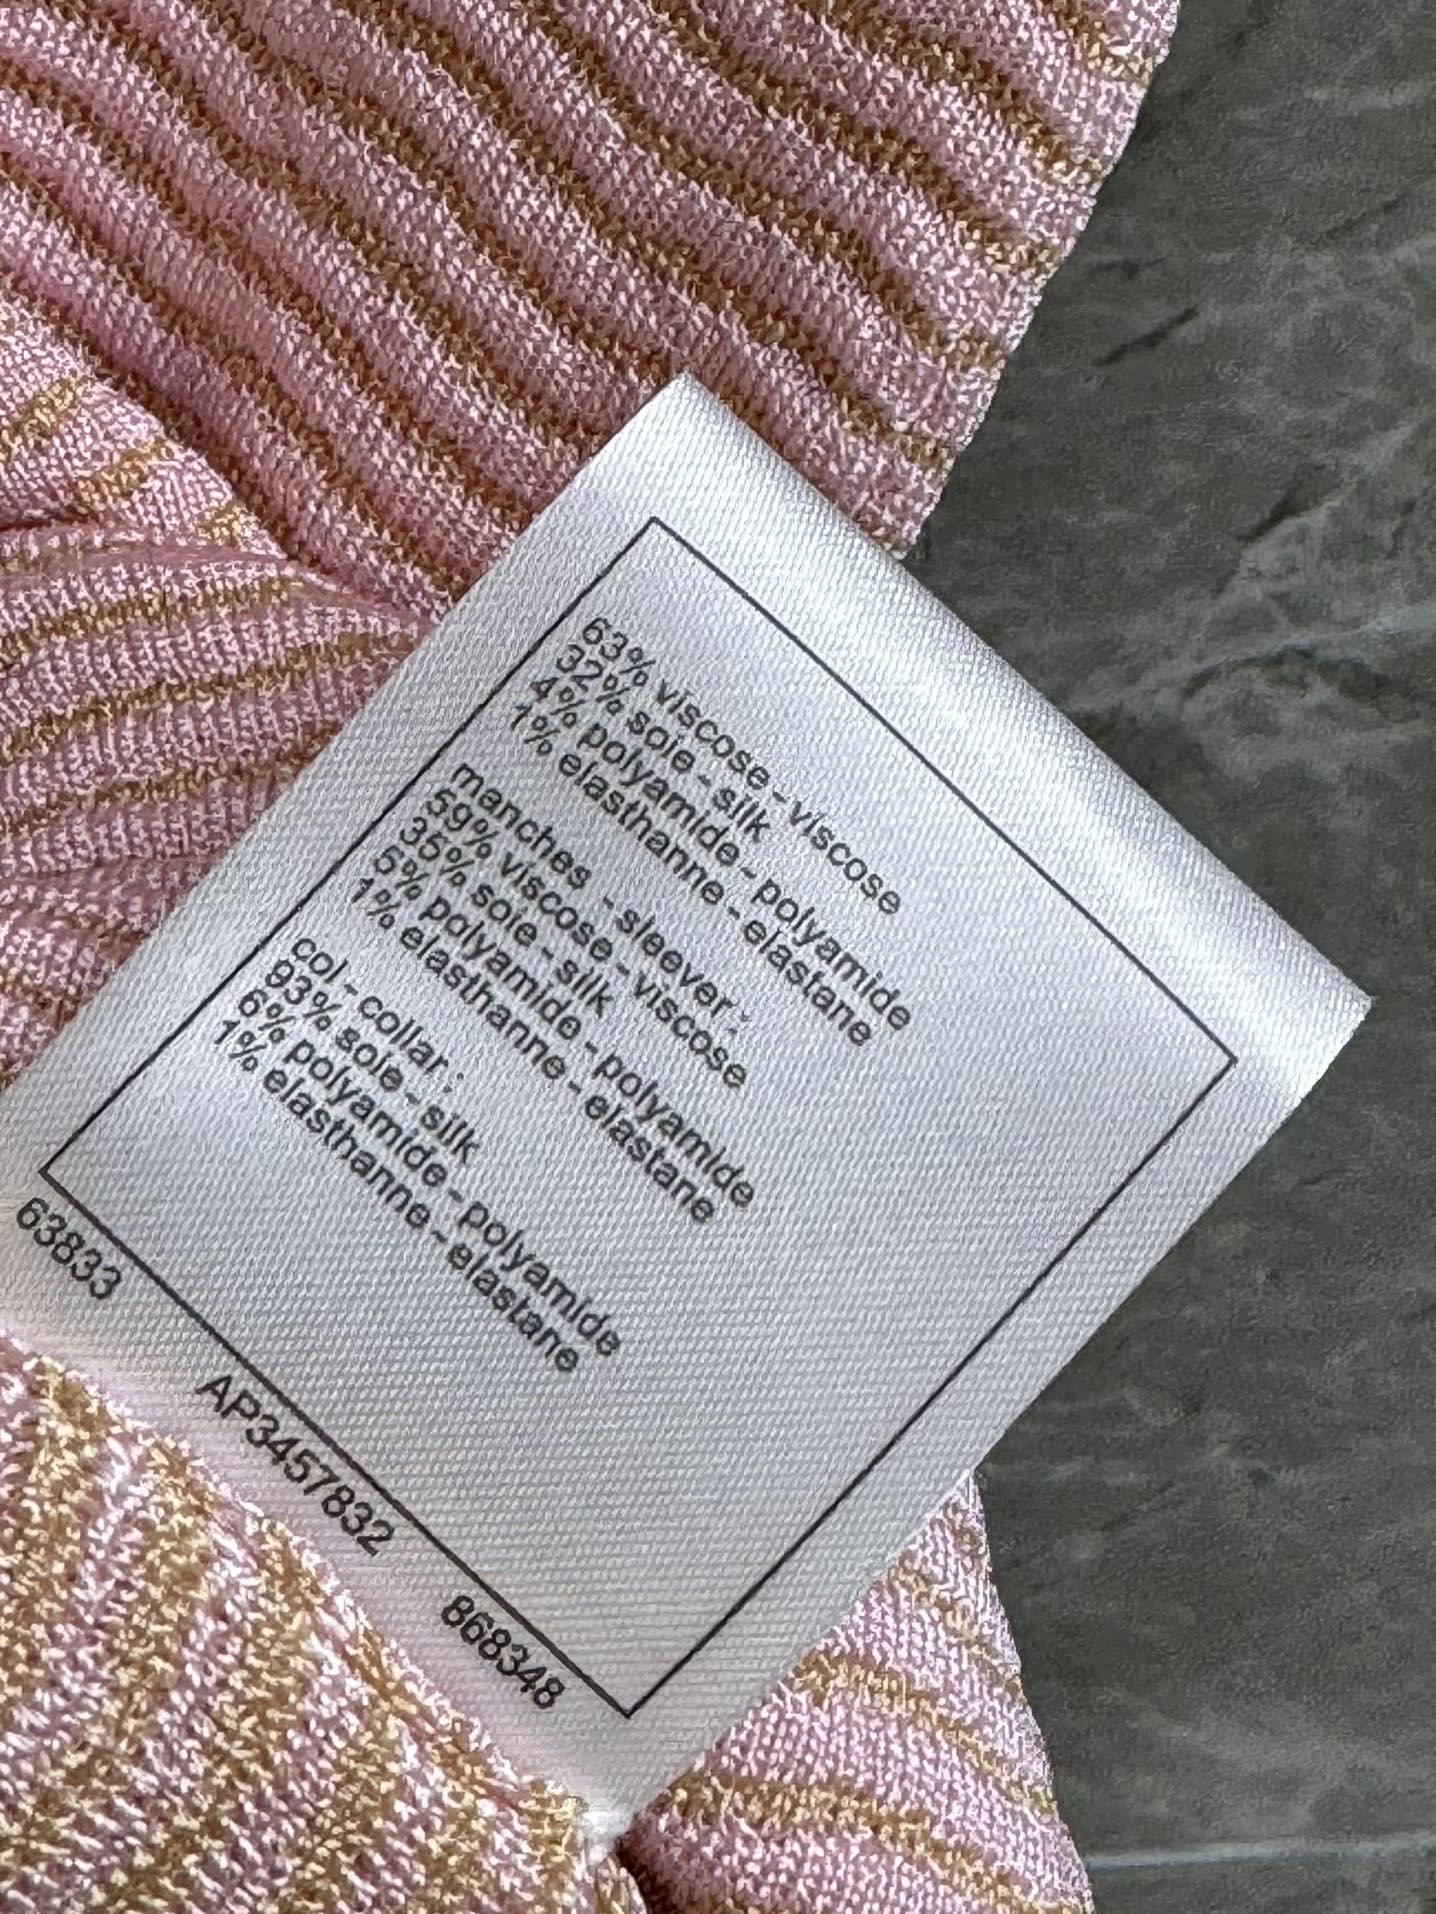 63% viscose - viscose
32% soie - silk
4% polyamide - polyamide
1% elasthanne - elastane
manches - sleever :
59% viscose - viscose
35% soie - silk
5% polyamide - polyamide
1% elasthanne - elastane
col - collar :
93% soie - silk
6% polyamide - polyamide
1% elasthanne - elastane
63833 AP3457832 868348